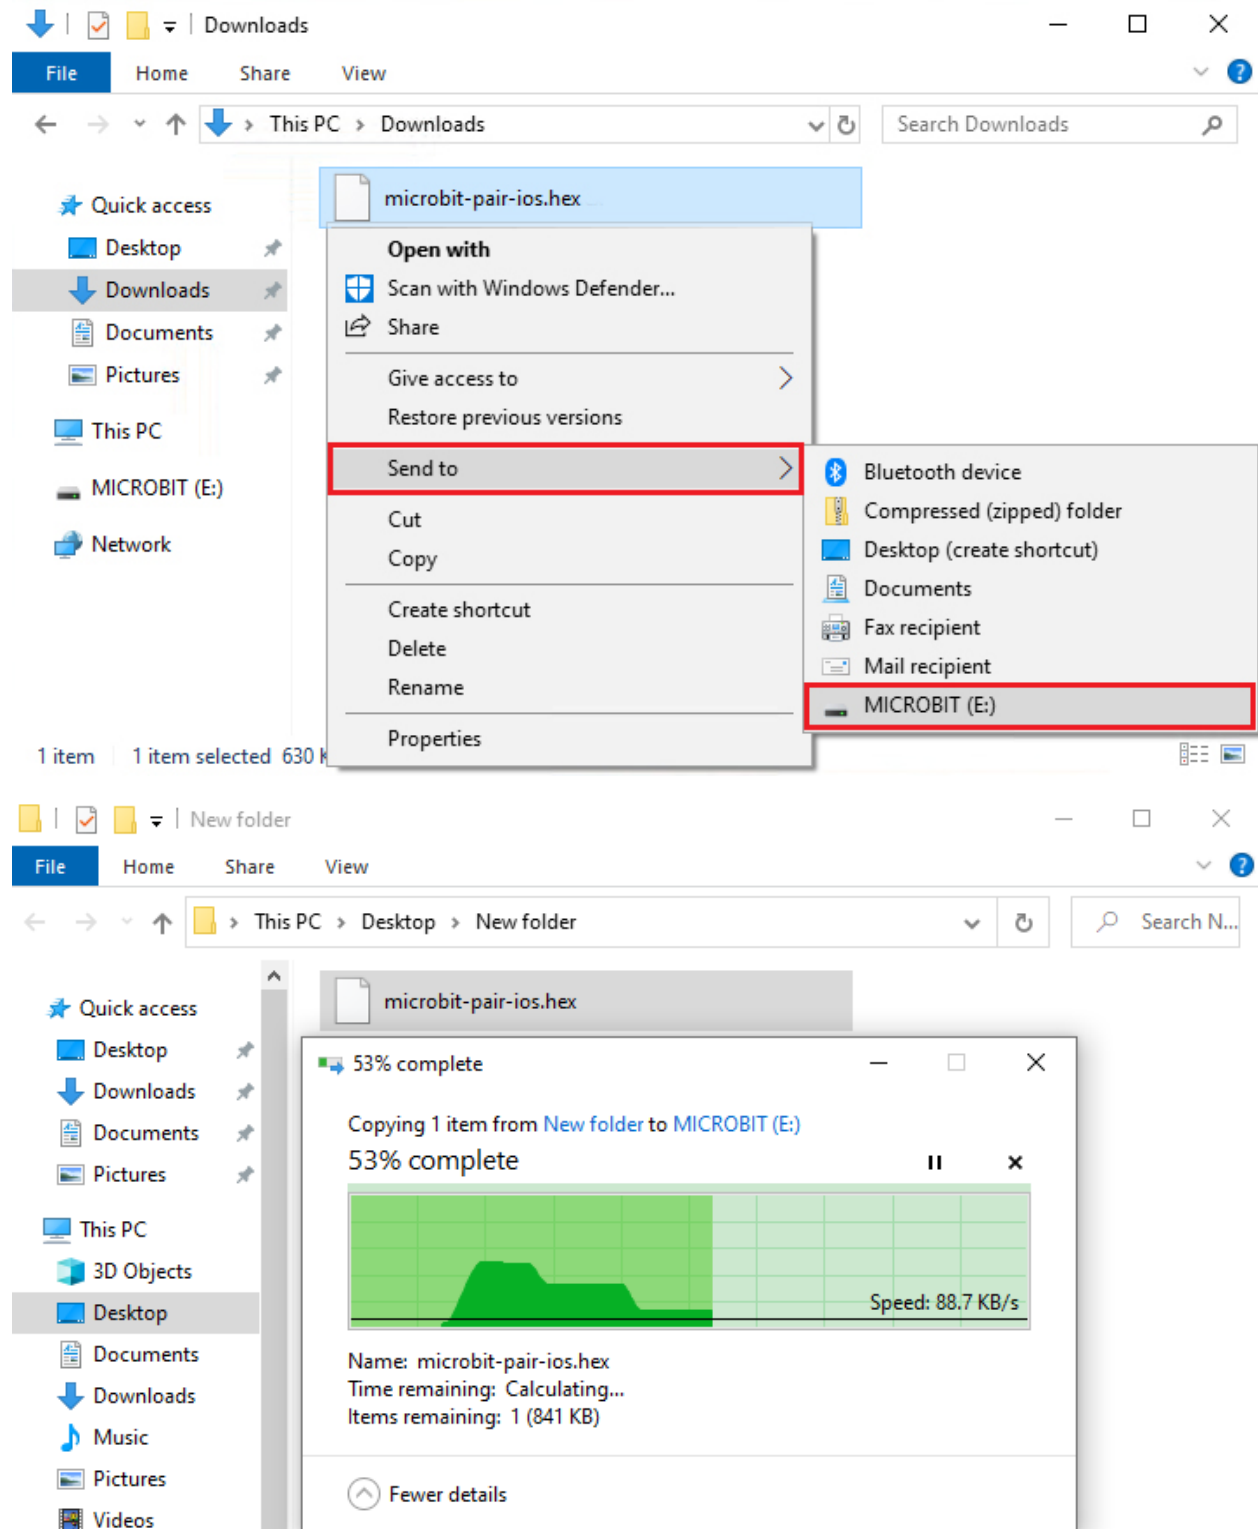 Downloads
File Home Share View
This PC > Downloads
Search Downloads
microbit-pair-ios.hex
Quick access
Desktop
Downloads
Documents
Pictures
This PC
MICROBIT (E:)
Network
Open with
Scan with Windows Defender...
Share
Give access to
Restore previous versions
Send to
Cut
Copy
Create shortcut
Delete
Rename
Properties
Bluetooth device
Compressed (zipped) folder
Desktop (create shortcut)
Documents
Fax recipient
Mail recipient
MICROBIT (E:)
1 item 1 item selected 630
New folder
File Home Share View
This PC > Desktop > New folder
Search N...
microbit-pair-ios.hex
Quick access
Desktop
Downloads
Documents
Pictures
This PC
3D Objects
Desktop
Documents
Downloads
Music
Pictures
Videos
53% complete
Copying 1 item from New folder to MICROBIT (E:)
53% complete
Speed: 88.7 KB/s
Name: microbit-pair-ios.hex
Time remaining: Calculating...
Items remaining: 1 (841 KB)
Fewer details